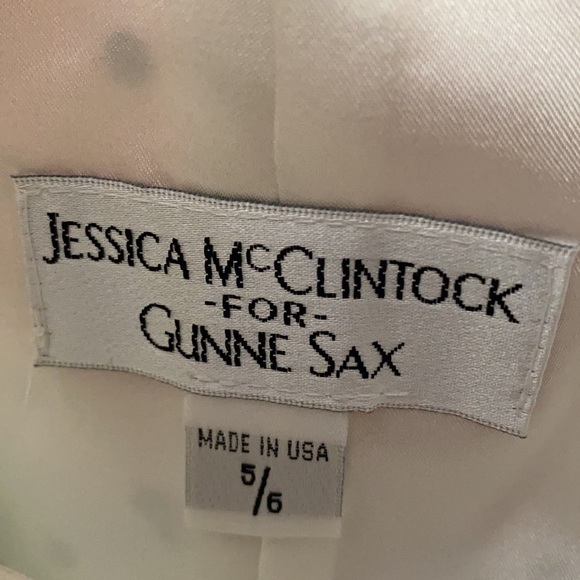 JESSICA McCLINTOCK
-FOR-
GUNNE SAX
MADE IN USA
5/6